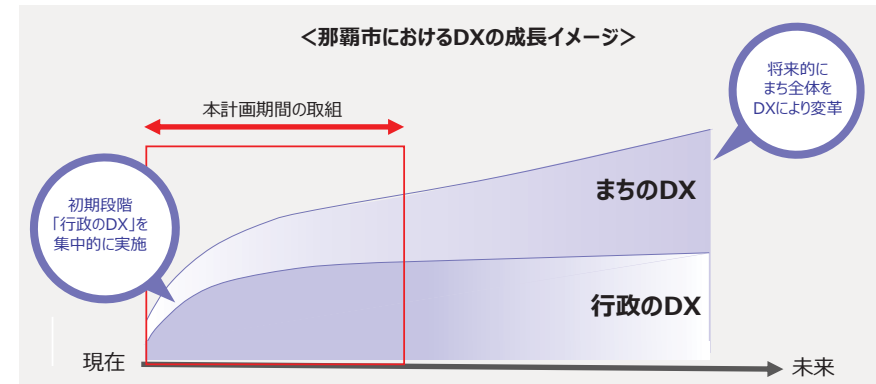 <那覇市におけるDXの成長イメージ>
将来的に
まち全体を
DXにより変革
本計画期間の取組
初期段階
「行政のDX」を
集中的に実施
まちのDX
行政のDX
現在
未来